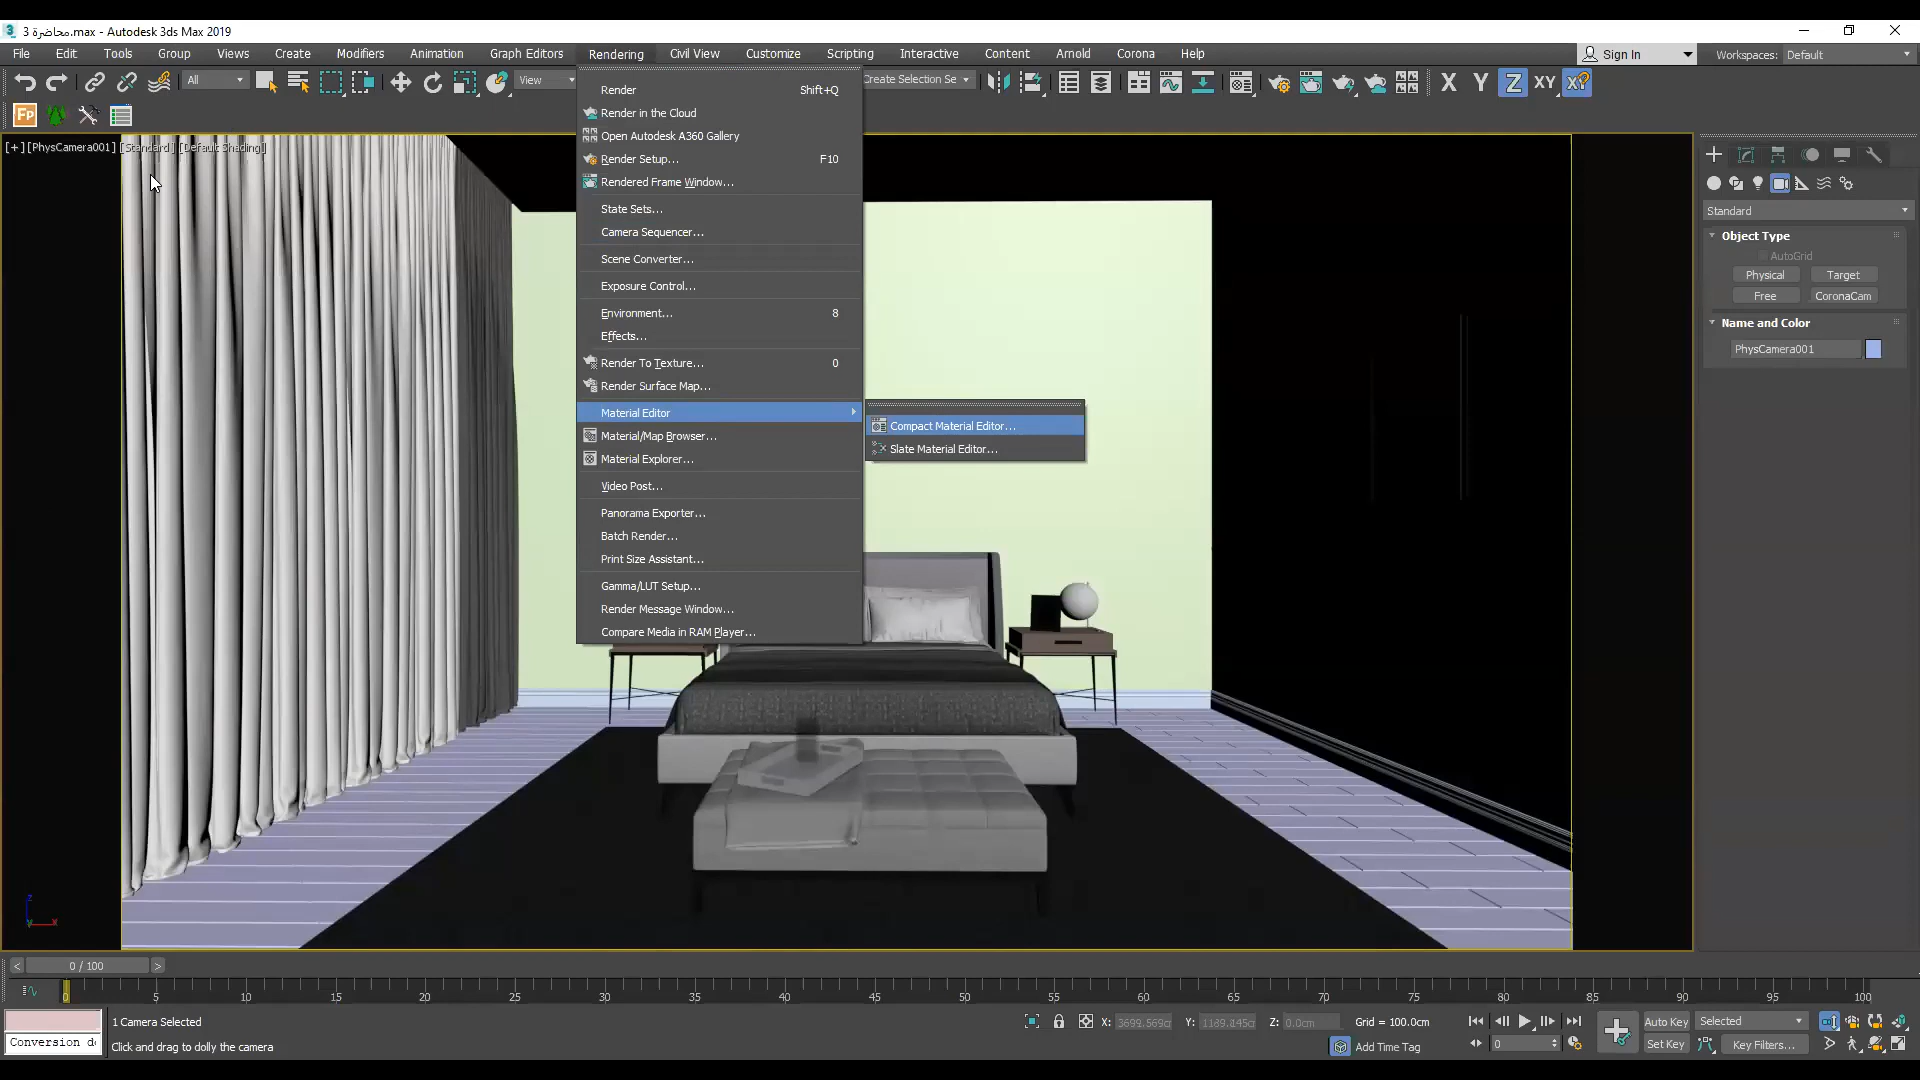 محاضرة 3.max - Autodesk 3ds Max 2019
File Edit Tools Group Views Create Modifiers Animation Graph Editors Rendering Civil View Customize Scripting Interactive Content Arnold Corona Help Sign In Workspaces: Default
All View Create Selection Se X Y Z XY XY
Fp
[+] [PhysCamera001] [Standard] [Default Shading]
Render Shift+Q
Render in the Cloud
Open Autodesk A360 Gallery
Render Setup... F10
Rendered Frame Window...
State Sets...
Camera Sequencer...
Scene Converter...
Exposure Control...
Environment... 8
Effects...
Render To Texture... 0
Render Surface Map...
Material Editor
Compact Material Editor...
Slate Material Editor...
Material/Map Browser...
Material Explorer...
Video Post...
Panorama Exporter...
Batch Render...
Print Size Assistant...
Gamma/LUT Setup...
Render Message Window...
Compare Media in RAM Player...
Standard
Object Type
AutoGrid
Physical Target
Free CoronaCam
Name and Color
PhysCamera001
z
x
< 0 / 100 >
0 5 10 15 20 25 30 35 40 45 50 55 60 65 70 75 80 85 90 95 100
1 Camera Selected X: 3699.569cm Y: Z: 0.0cm Grid = 100.0cm Auto Key Selected
Conversion de Click and drag to dolly the camera Add Time Tag 0 Set Key Key Filters...